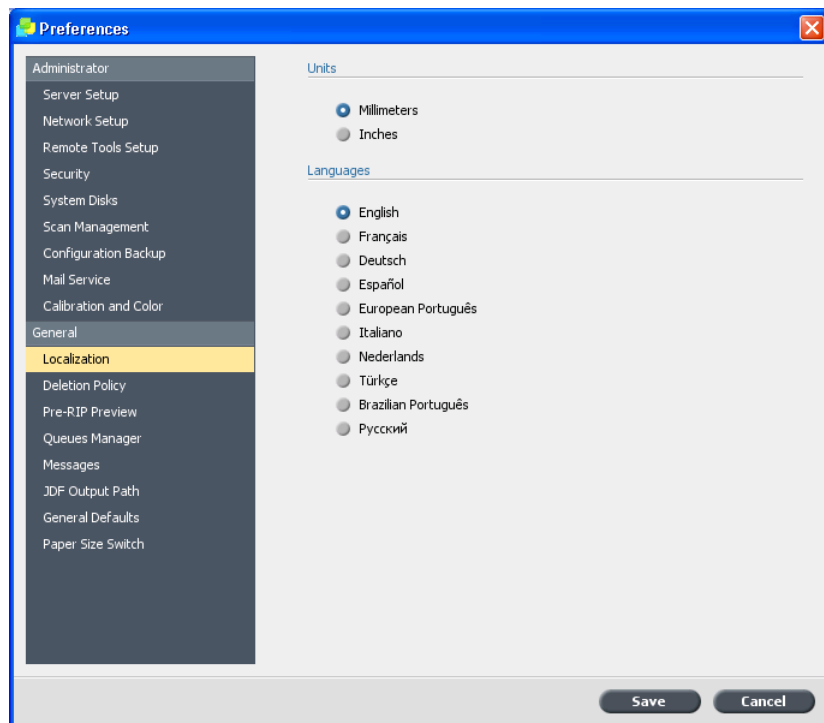 Preferences
Administrator
Server Setup
Network Setup
Remote Tools Setup
Security
System Disks
Scan Management
Configuration Backup
Mail Service
Calibration and Color
General
Localization
Deletion Policy
Pre-RIP Preview
Queues Manager
Messages
JDF Output Path
General Defaults
Paper Size Switch
Units
Millimeters
Inches
Languages
English
Français
Deutsch
Español
European Português
Italiano
Nederlands
Türkçe
Brazilian Português
Русский
Save
Cancel